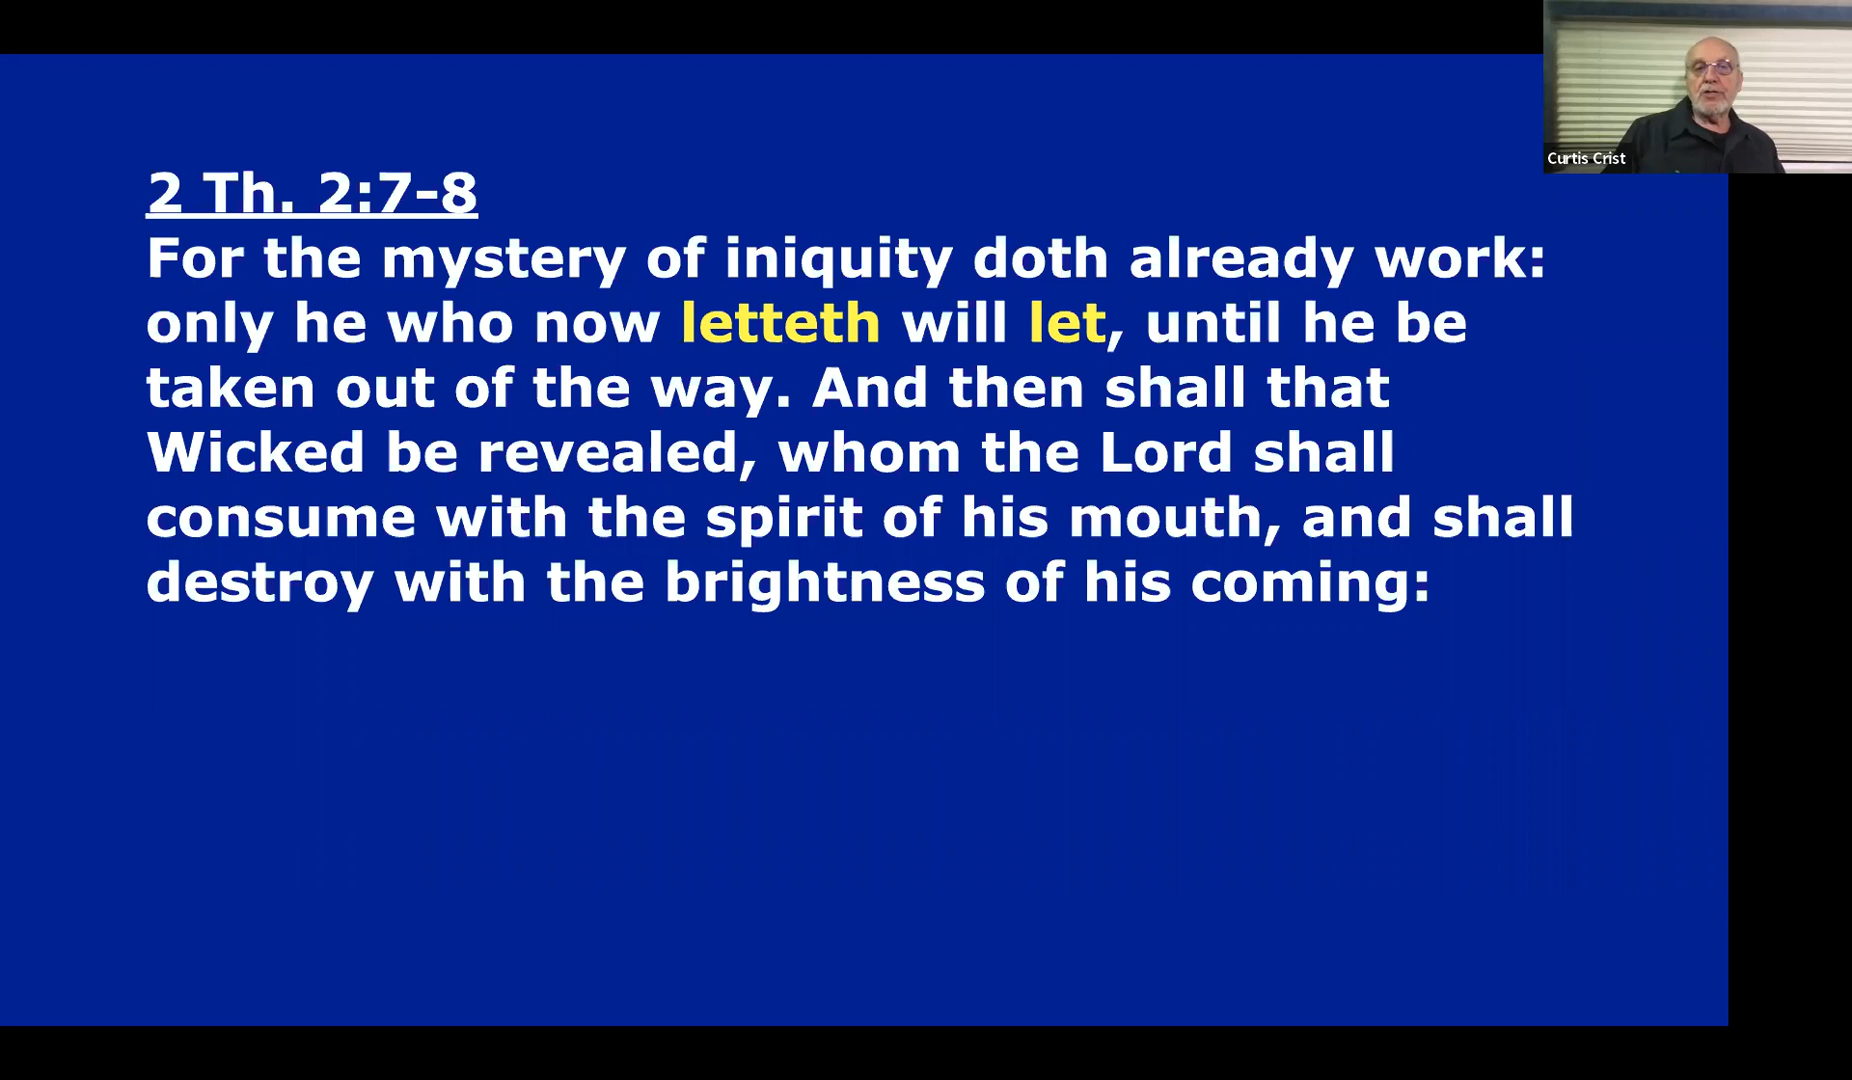 Curtis Crist
2 Th. 2:7-8
For the mystery of iniquity doth already work:
only he who now letteth will let, until he be
taken out of the way. And then shall that
Wicked be revealed, whom the Lord shall
consume with the spirit of his mouth, and shall
destroy with the brightness of his coming: